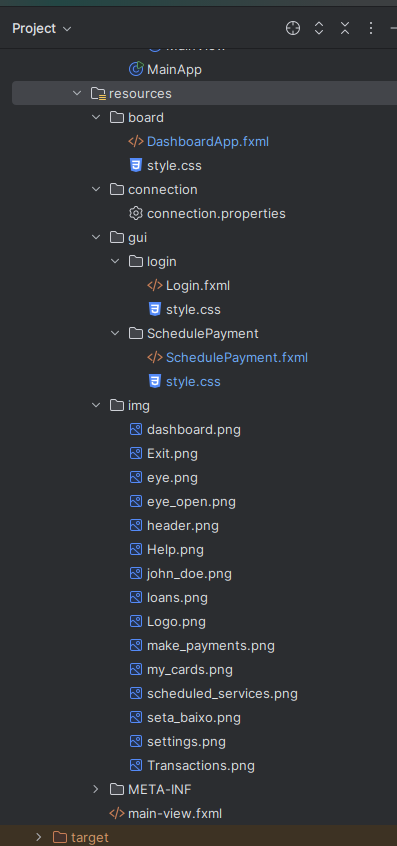 Project
MainApp
resources
board
DashboardApp.fxml
style.css
connection
connection.properties
gui
login
Login.fxml
style.css
SchedulePayment
SchedulePayment.fxml
style.css
img
dashboard.png
Exit.png
eye.png
eye_open.png
header.png
Help.png
john_doe.png
loans.png
Logo.png
make_payments.png
my_cards.png
scheduled_services.png
seta_baixo.png
settings.png
Transactions.png
META-INF
main-view.fxml
target